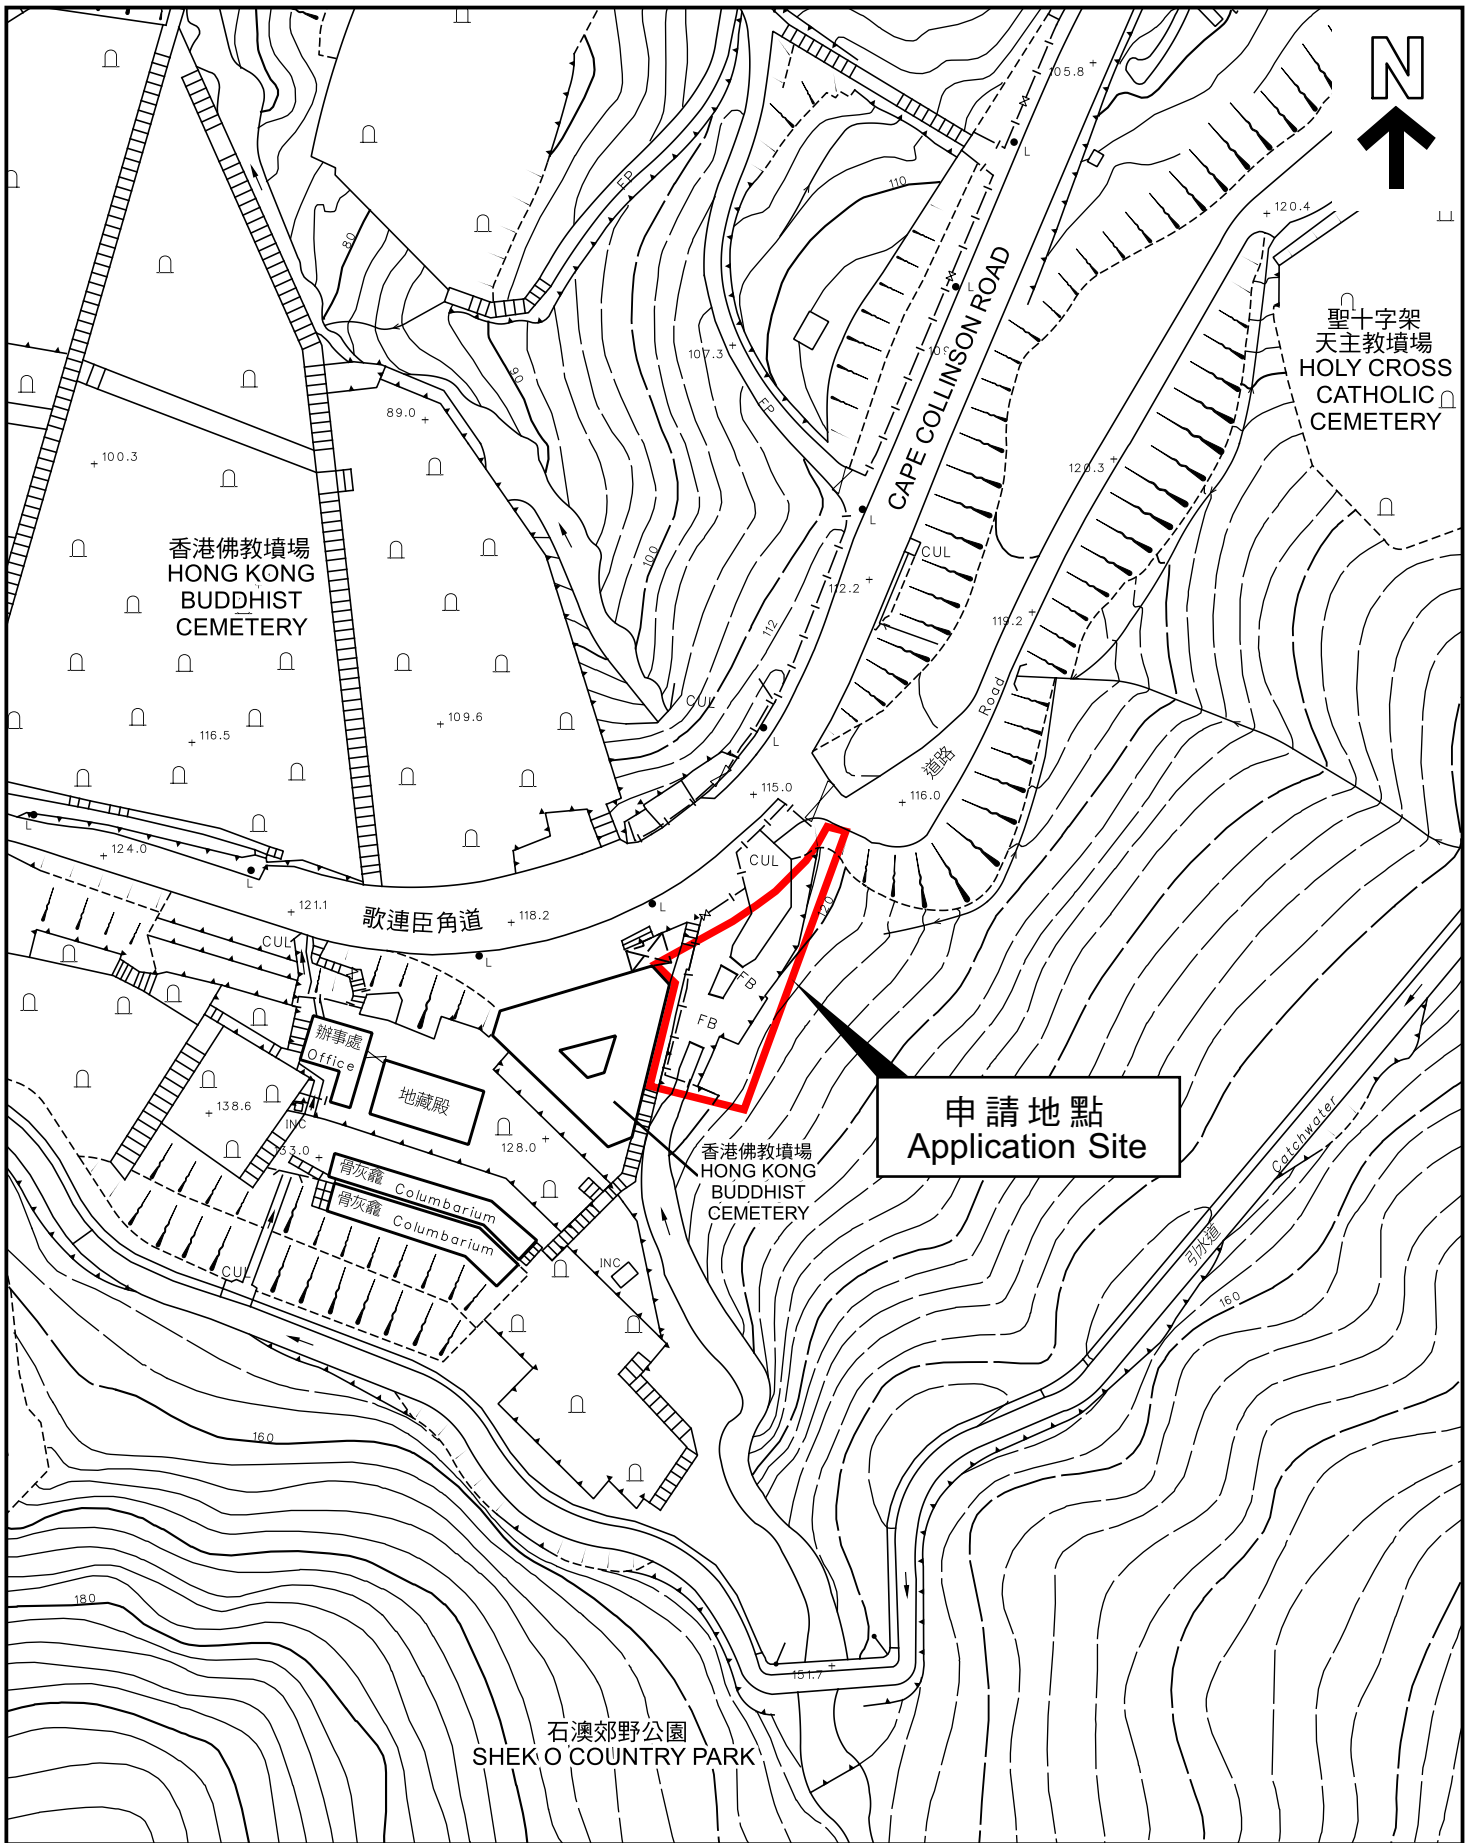 N
105.8
L
120.4
110
FP
80
CAPE COLLINSON ROAD
L
聖十字架
天主教墳場
HOLY CROSS
CATHOLIC
CEMETERY
107.3
90
FP
89.0
100.3
120.3
L
香港佛教墳場
HONG KONG
BUDDHIST
CEMETERY
100
CUL
112.2
112
119.2
CUL
Road
109.6
116.5
L
道路
115.0
116.0
L
124.0
L
CUL
121.1
歌連臣角道
118.2
L
120
CUL
L
FB
FB
辦事處
Office
地藏殿
138.6
INC
133.0
128.0
申請地點
Application Site
香港佛教墳場
HONG KONG
BUDDHIST
CEMETERY
Catchwater
引水道
骨灰龕 Columbarium
骨灰龕 Columbarium
CUL
INC
160
160
180
151.7
石澳郊野公園
SHEK O COUNTRY PARK